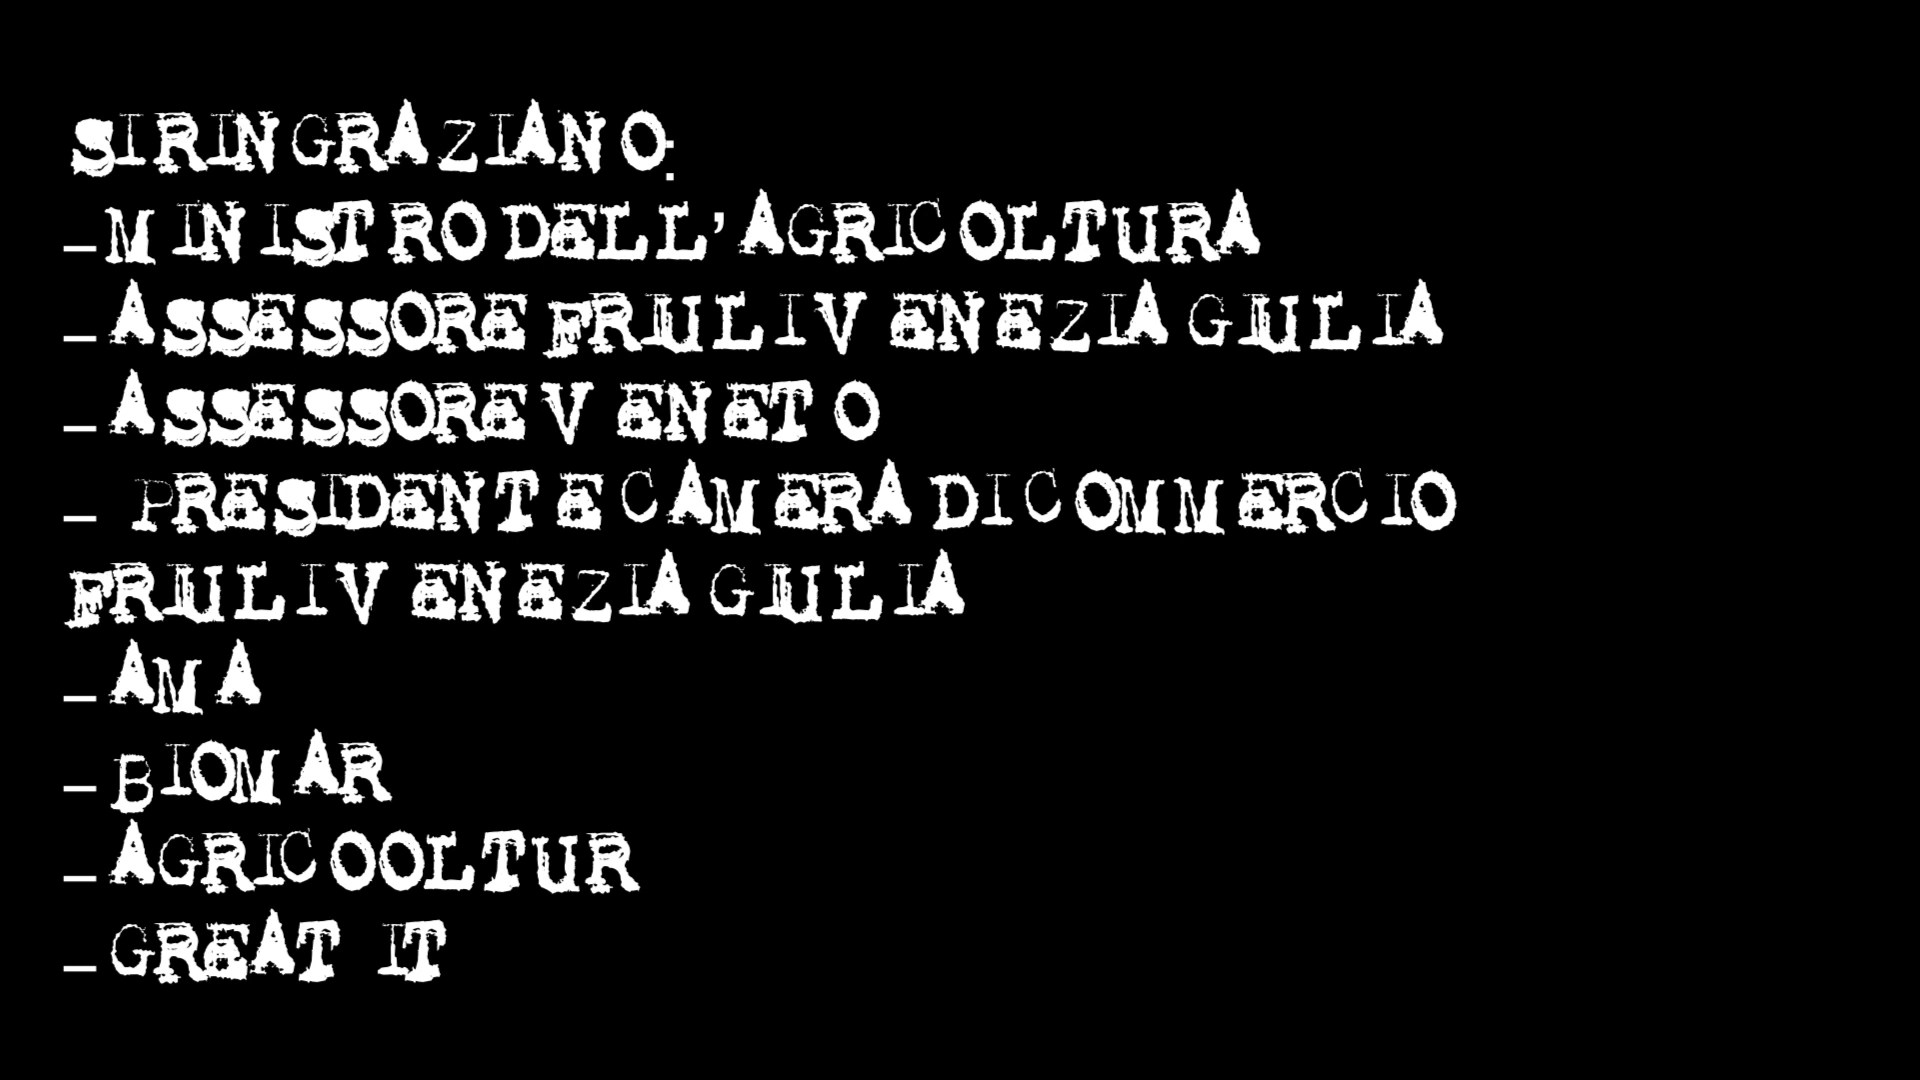 SI RINGRAZIANO:
-MINISTRO DELL'AGRICOLTURA
-ASSESSORE FRIULI VENEZIA GIULIA
-ASSESSORE VENETO
- PRESIDENTE CAMERA DI COMMERCIO
FRIULI VENEZIA GIULIA
-AMA
-BIOMAR
-AGRICOOLTUR
-GREAT IT